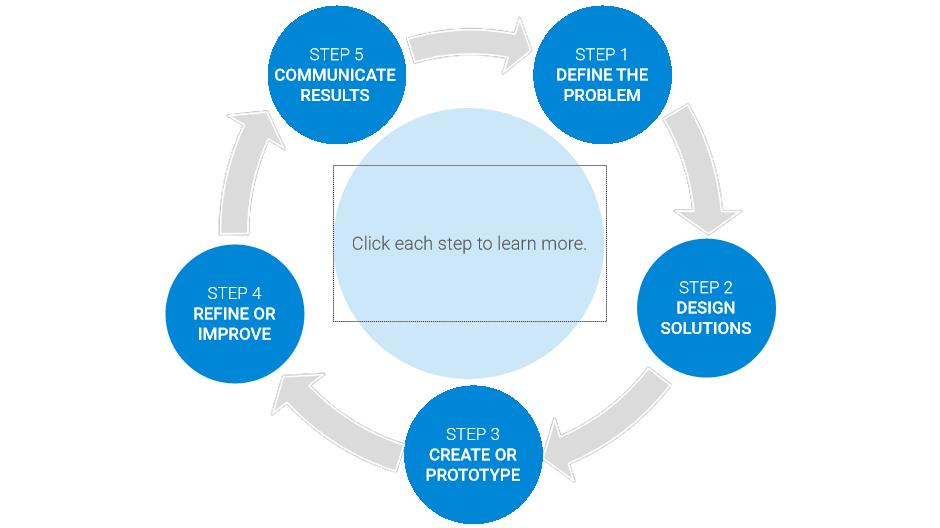 STEP 5
COMMUNICATE
RESULTS
STEP 1
DEFINE THE
PROBLEM
Click each step to learn more.
STEP 4
REFINE OR
IMPROVE
STEP 2
DESIGN
SOLUTIONS
STEP 3
CREATE OR
PROTOTYPE